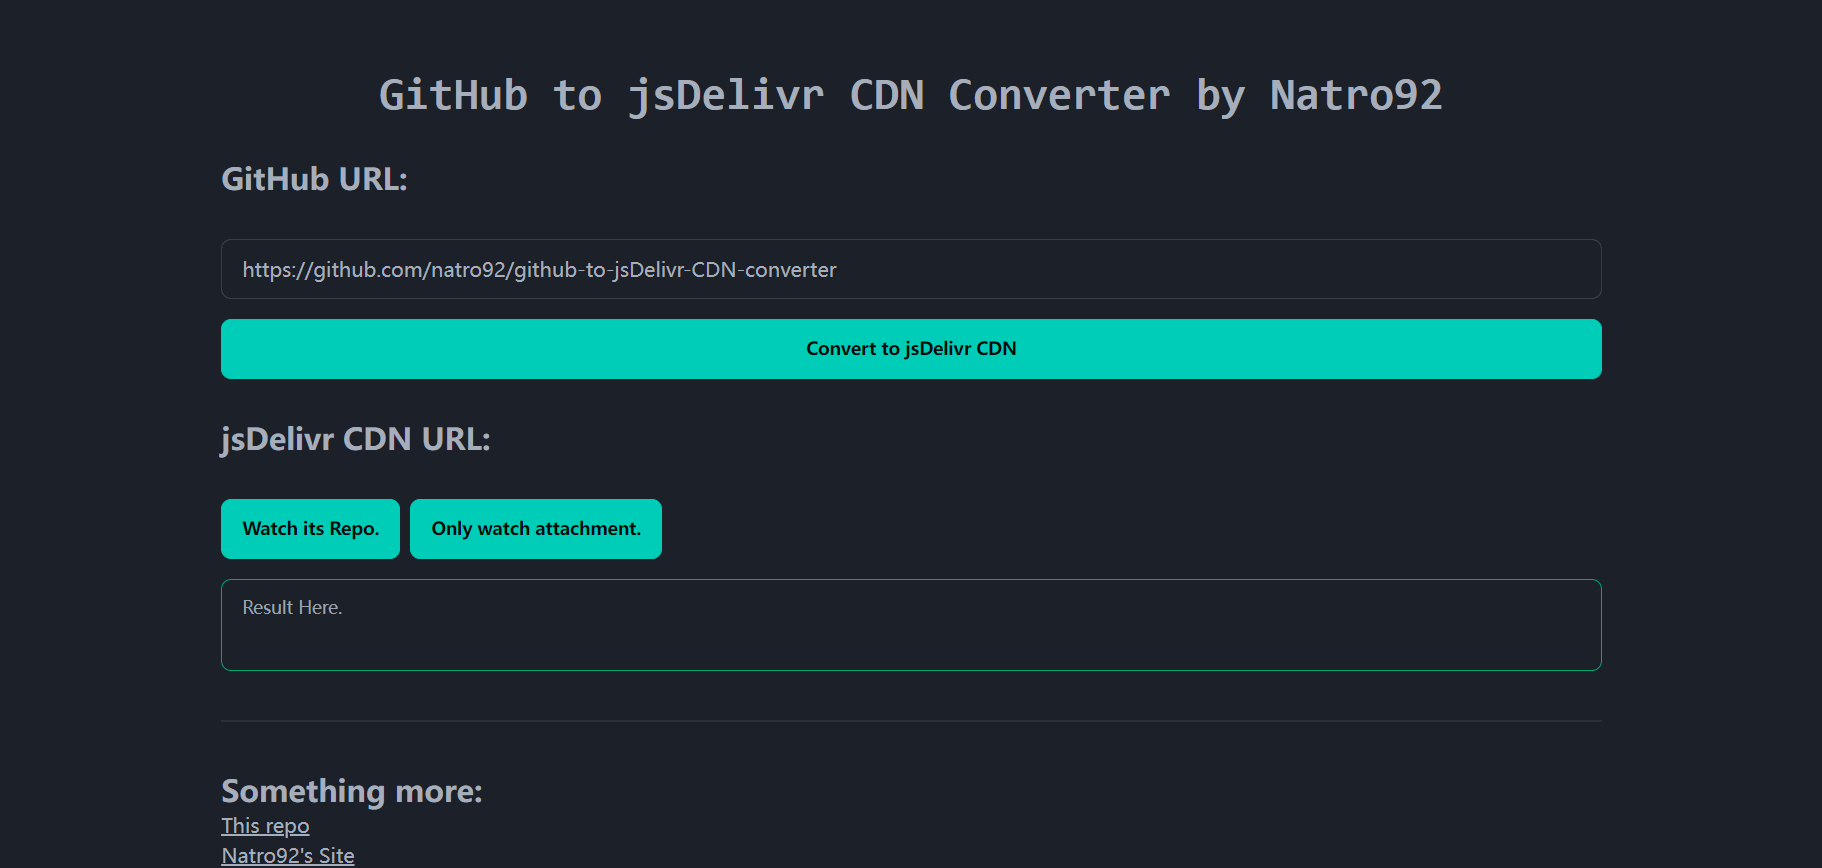 GitHub to jsDelivr CDN Converter by Natro92
GitHub URL:
https://github.com/natro92/github-to-jsDelivr-CDN-converter
Convert to jsDelivr CDN
jsDelivr CDN URL:
Watch its Repo.
Only watch attachment.
Result Here.
Something more:
This repo
Natro92's Site